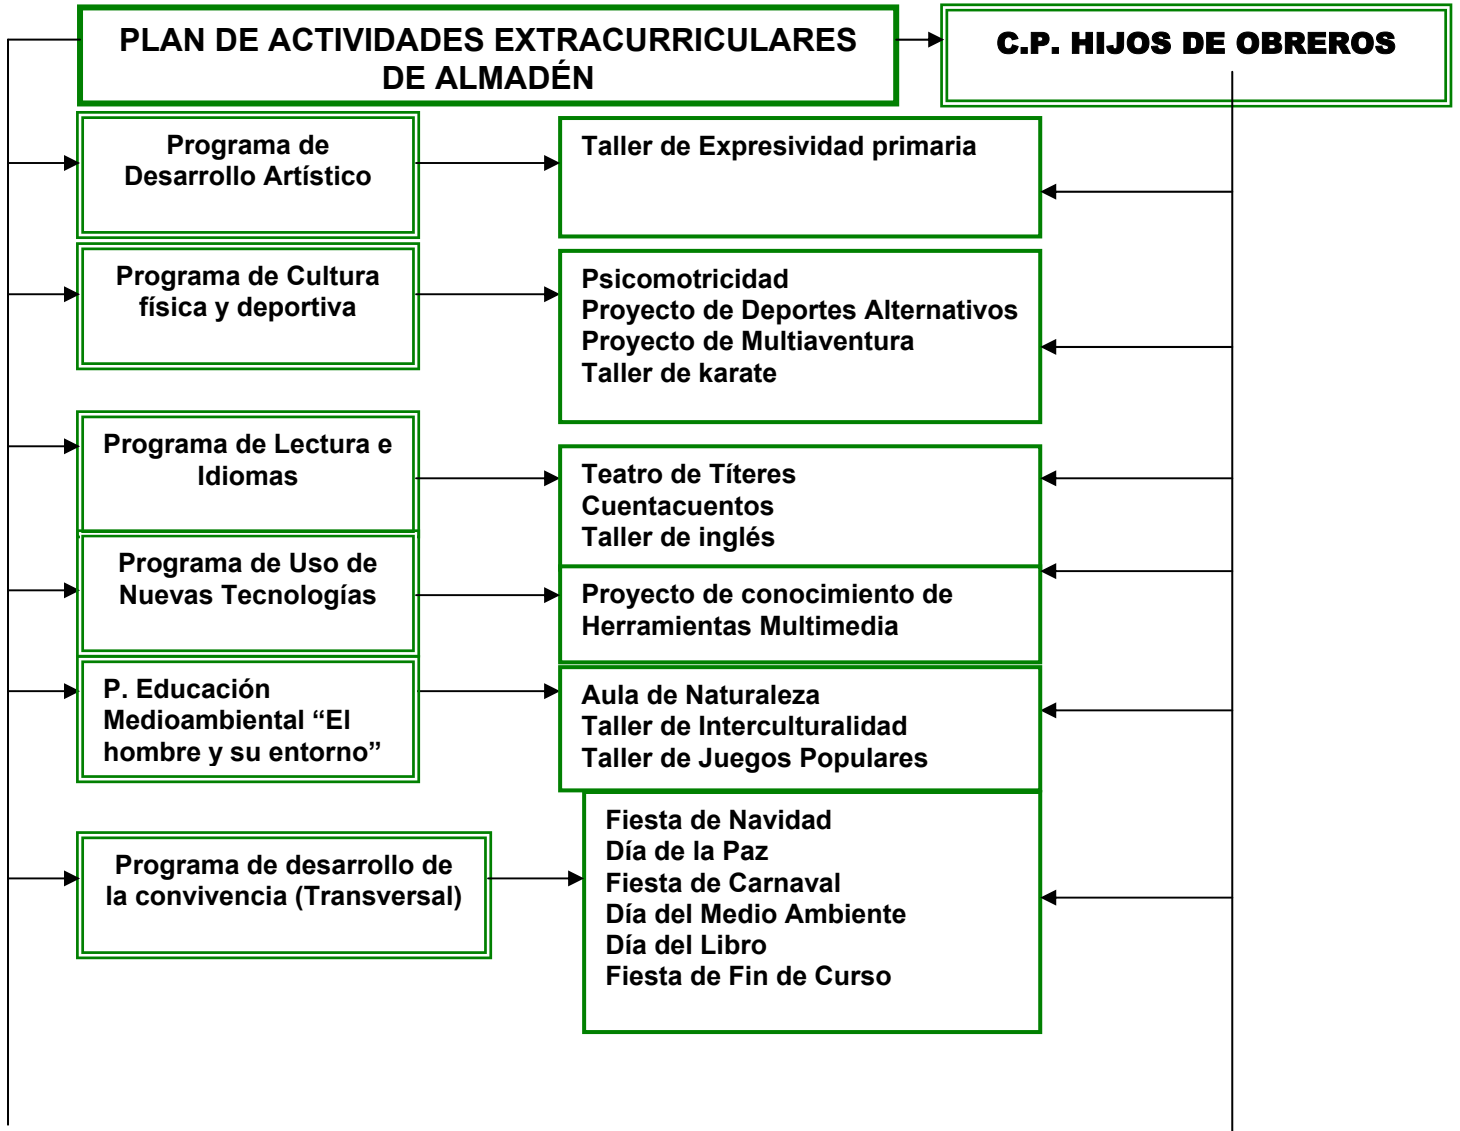 PLAN DE ACTIVIDADES EXTRACURRICULARES
DE ALMADÉN
C.P. HIJOS DE OBREROS
Programa de
Desarrollo Artístico
Taller de Expresividad primaria
Programa de Cultura
física y deportiva
Psicomotricidad
Proyecto de Deportes Alternativos
Proyecto de Multiaventura
Taller de karate
Programa de Lectura e
Idiomas
Teatro de Títeres
Cuentacuentos
Taller de inglés
Programa de Uso de
Nuevas Tecnologías
Proyecto de conocimiento de
Herramientas Multimedia
P. Educación
Medioambiental “El
hombre y su entorno”
Aula de Naturaleza
Taller de Interculturalidad
Taller de Juegos Populares
Programa de desarrollo de
la convivencia (Transversal)
Fiesta de Navidad
Día de la Paz
Fiesta de Carnaval
Día del Medio Ambiente
Día del Libro
Fiesta de Fin de Curso